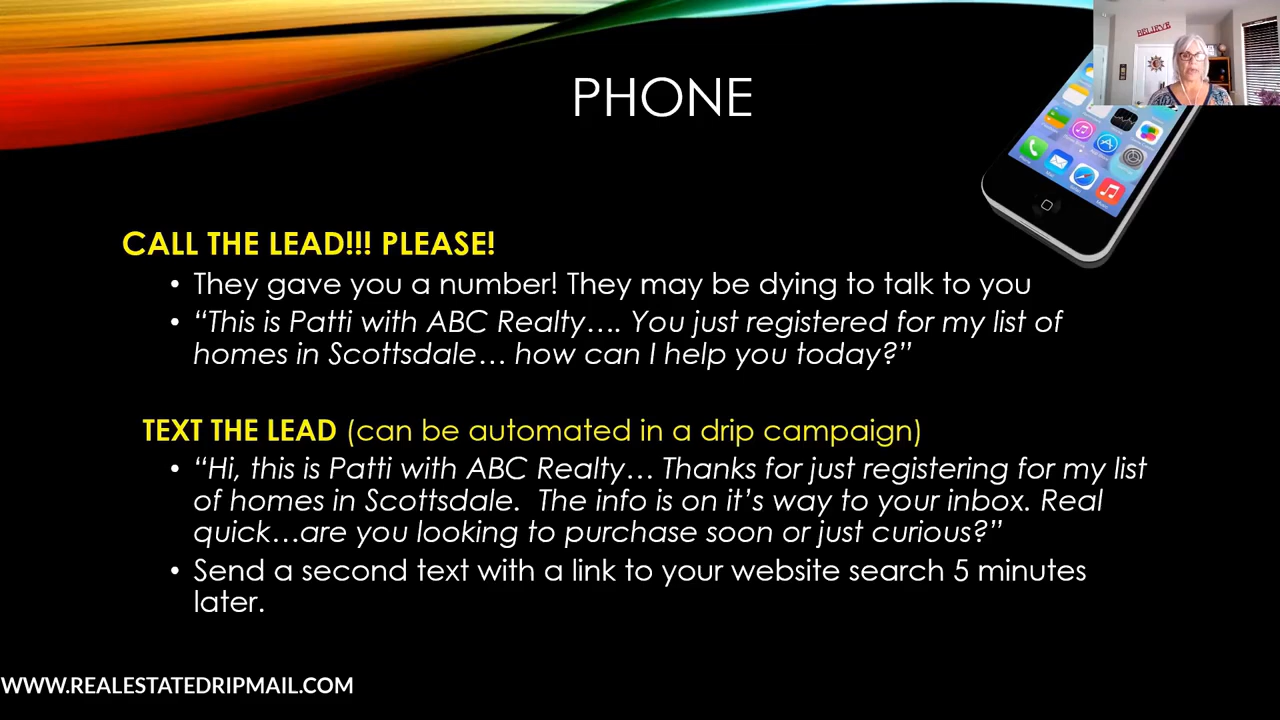 BELIEVE
PHONE
CALL THE LEAD!!! PLEASE!
• They gave you a number! They may be dying to talk to you
• “This is Patti with ABC Realty…. You just registered for my list of
homes in Scottsdale… how can I help you today?”
TEXT THE LEAD (can be automated in a drip campaign)
• “Hi, this is Patti with ABC Realty… Thanks for just registering for my list
of homes in Scottsdale.  The info is on it’s way to your inbox. Real
quick…are you looking to purchase soon or just curious?”
• Send a second text with a link to your website search 5 minutes
later.
WWW.REALESTATEDRIPMAIL.COM